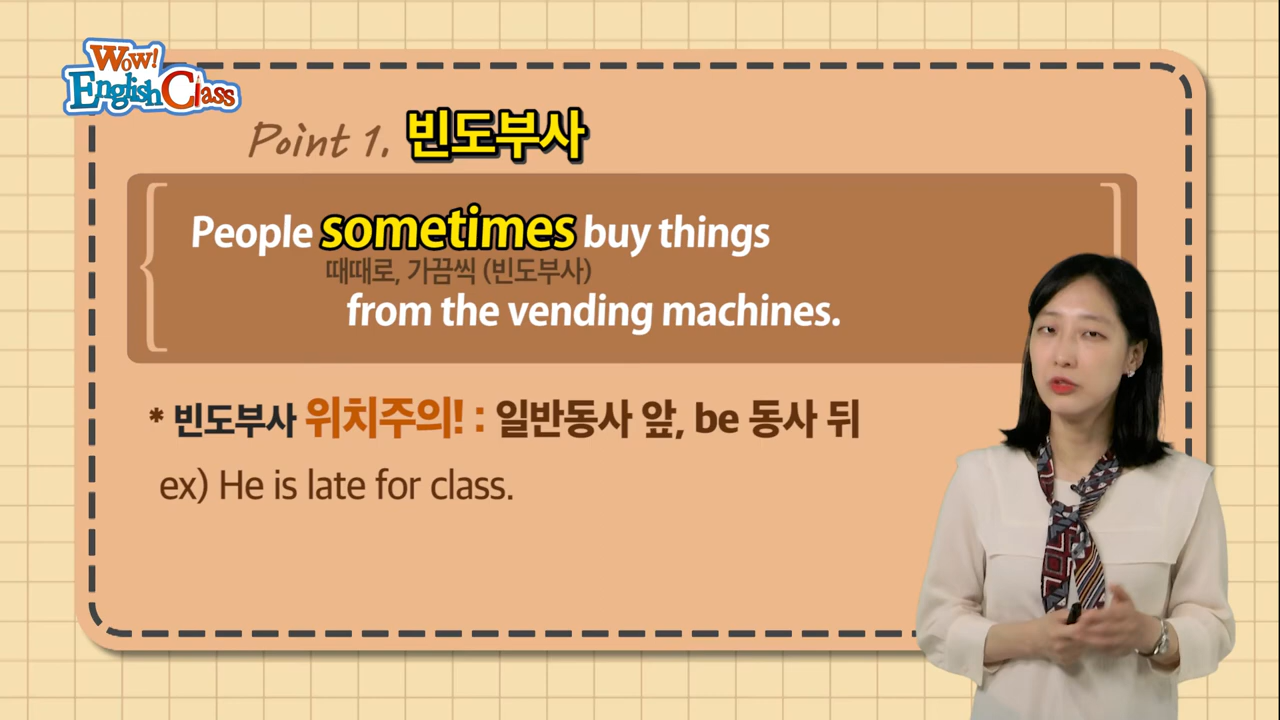 Wow!
English Class
Point 1. 빈도부사
People sometimes buy things
때때로, 가끔씩 (빈도부사)
from the vending machines.
* 빈도부사 위치주의! : 일반동사 앞, be 동사 뒤
ex) He is late for class.